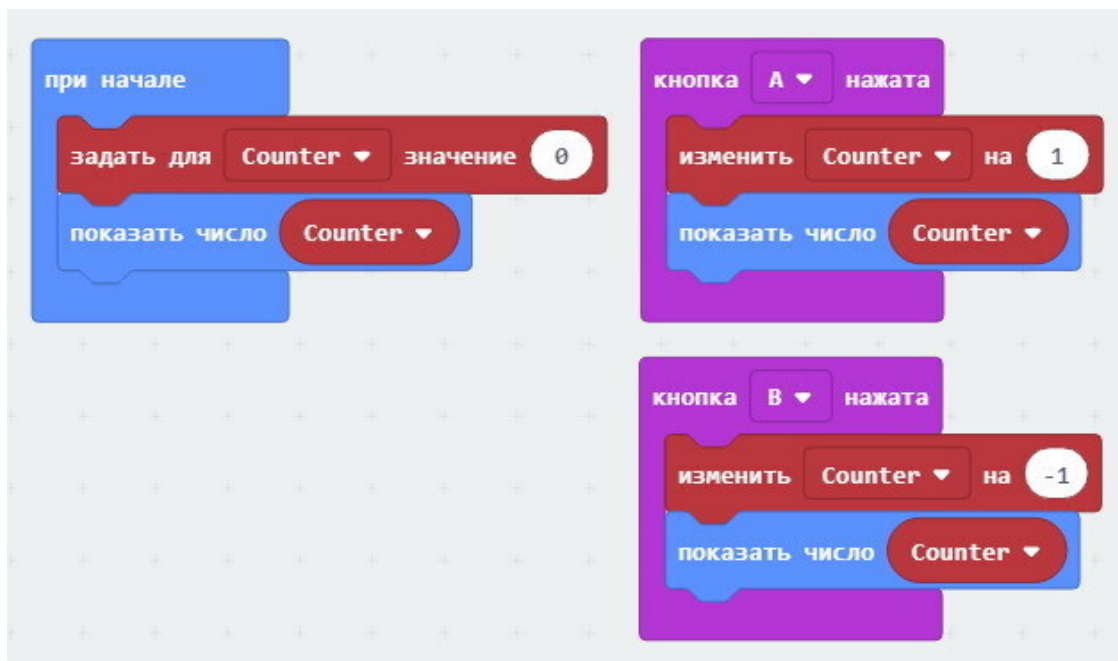 при начале
задать для Counter значение 0
показать число Counter
кнопка A нажата
изменить Counter на 1
показать число Counter
кнопка B нажата
изменить Counter на -1
показать число Counter